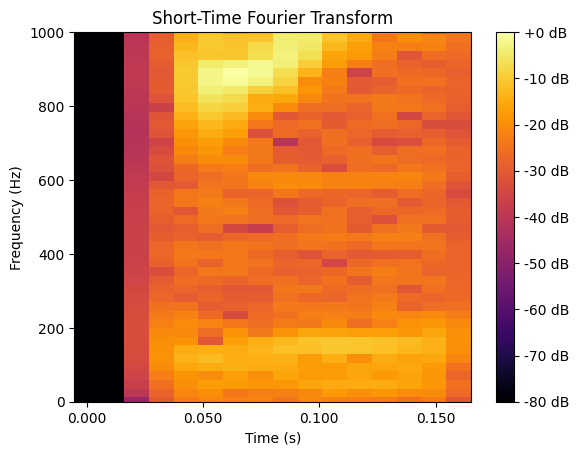 Short-Time Fourier Transform
1000
800
600
400
200
0
Frequency (Hz)
0.000
0.050
0.100
0.150
Time (s)
+0 dB
-10 dB
-20 dB
-30 dB
-40 dB
-50 dB
-60 dB
-70 dB
-80 dB